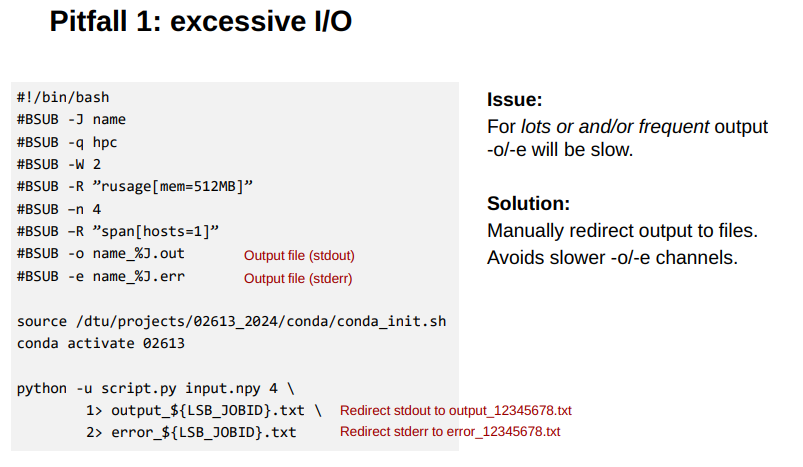 Pitfall 1: excessive I/O
#!/bin/bash
#BSUB -J name
#BSUB -q hpc
#BSUB -W 2
#BSUB -R ”rusage[mem=512MB]”
#BSUB –n 4
#BSUB –R ”span[hosts=1]”
#BSUB -o name_%J.out Output file (stdout)
#BSUB -e name_%J.err Output file (stderr)
source /dtu/projects/02613_2024/conda/conda_init.sh
conda activate 02613
python -u script.py input.npy 4 \
1> output_${LSB_JOBID}.txt \ Redirect stdout to output_12345678.txt
2> error_${LSB_JOBID}.txt Redirect stderr to error_12345678.txt
Issue:
For lots or and/or frequent output
-o/-e will be slow.
Solution:
Manually redirect output to files.
Avoids slower -o/-e channels.